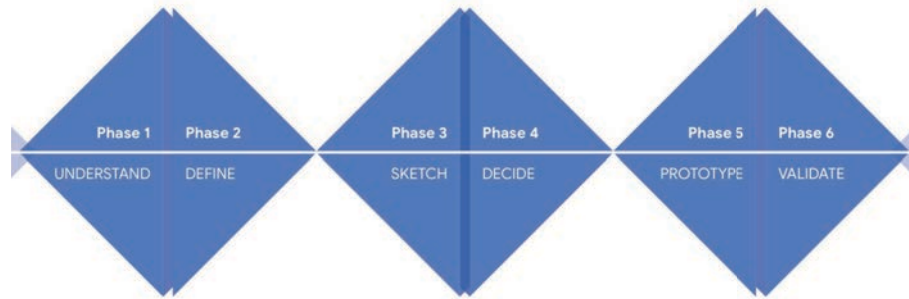 Phase 1 Phase 2 Phase 3 Phase 4 Phase 5 Phase 6
UNDERSTAND DEFINE SKETCH DECIDE PROTOTYPE VALIDATE